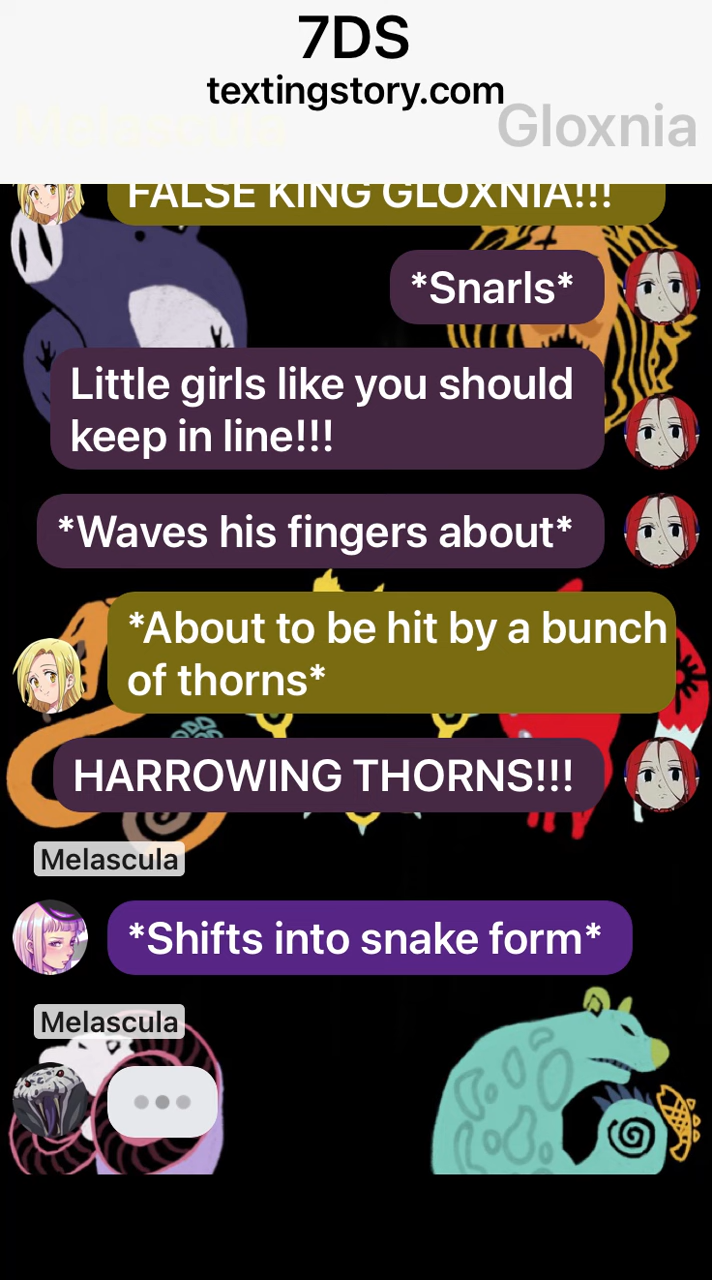 7DS
textingstory.com
Melascula
Gloxnia
FALSE KING GLOXNIA!!!
*Snarls*
Little girls like you should
keep in line!!!
*Waves his fingers about*
*About to be hit by a bunch
of thorns*
HARROWING THORNS!!!
Melascula
*Shifts into snake form*
Melascula